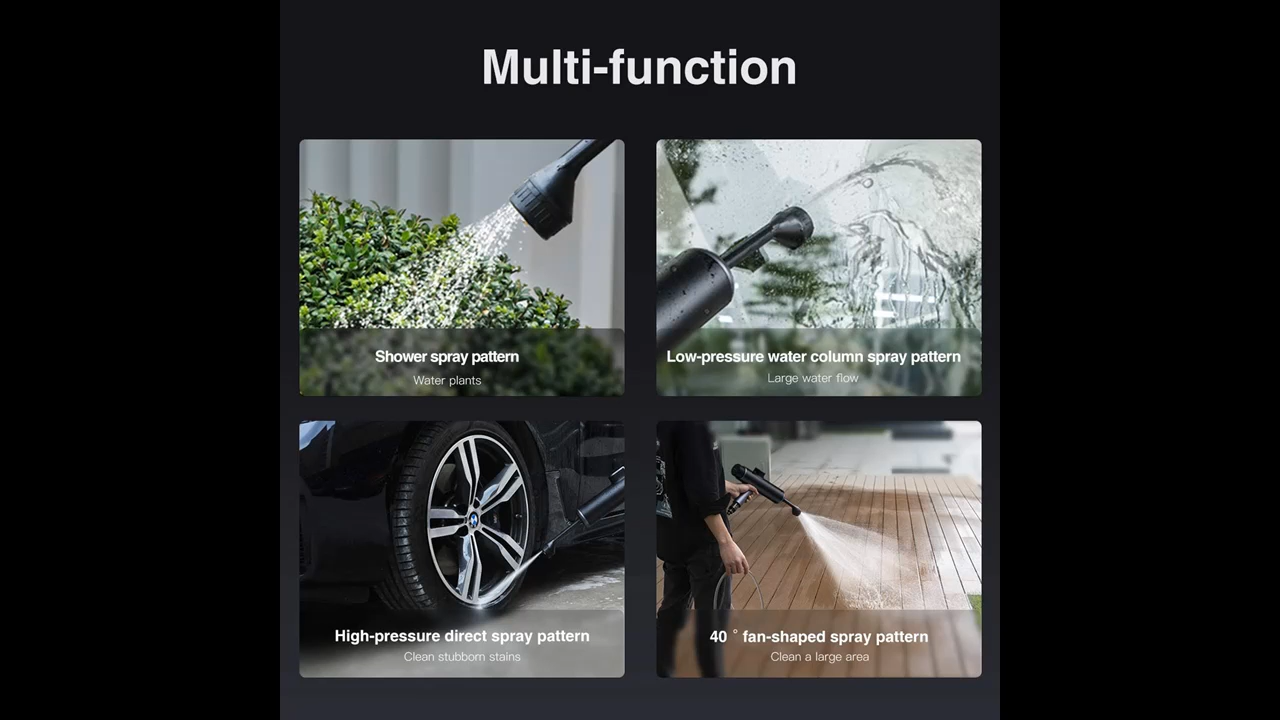 Multi-function
Shower spray pattern
Water plants
Low-pressure water column spray pattern
Large water flow
High-pressure direct spray pattern
Clean stubborn stains
40 ° fan-shaped spray pattern
Clean a large area